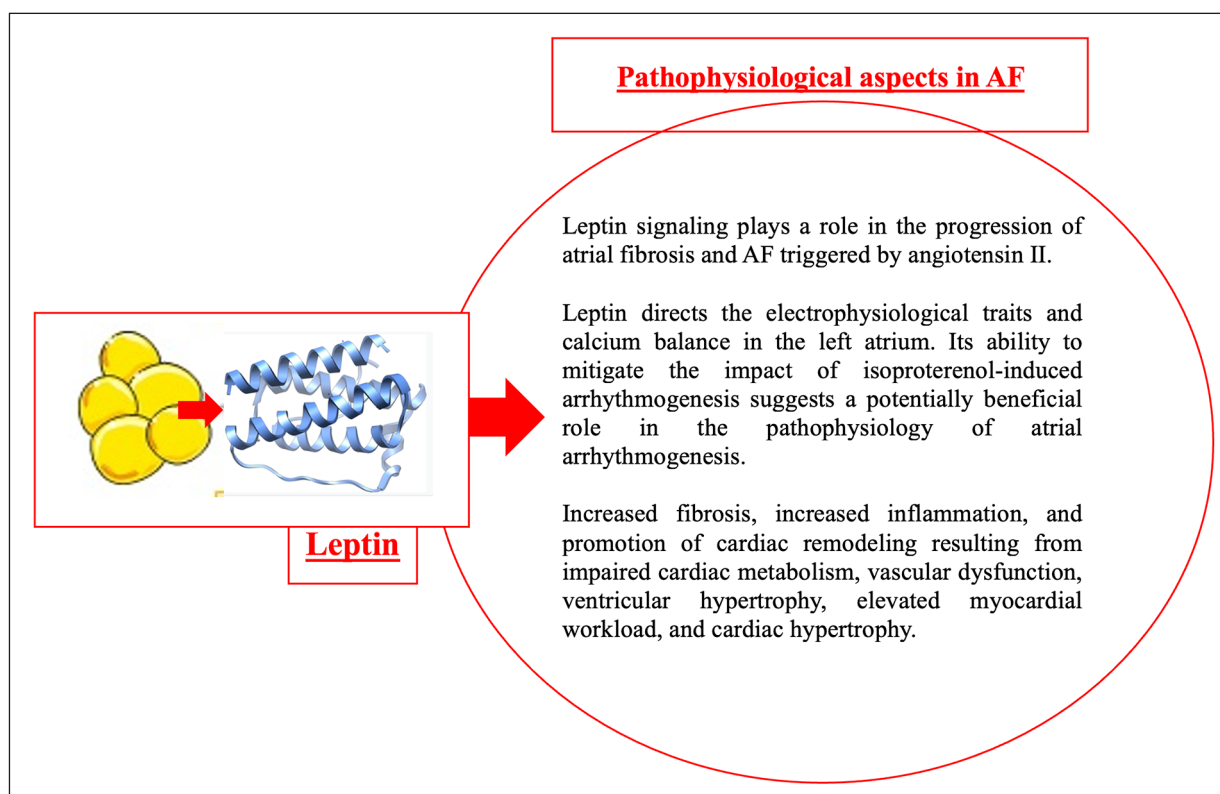 Pathophysiological aspects in AF
Leptin signaling plays a role in the progression of
atrial fibrosis and AF triggered by angiotensin II.
Leptin directs the electrophysiological traits and
calcium balance in the left atrium. Its ability to
mitigate the impact of isoproterenol-induced
arrhythmogenesis suggests a potentially beneficial
role in the pathophysiology of atrial
arrhythmogenesis.
Increased fibrosis, increased inflammation, and
promotion of cardiac remodeling resulting from
impaired cardiac metabolism, vascular dysfunction,
ventricular hypertrophy, elevated myocardial
workload, and cardiac hypertrophy.
Leptin